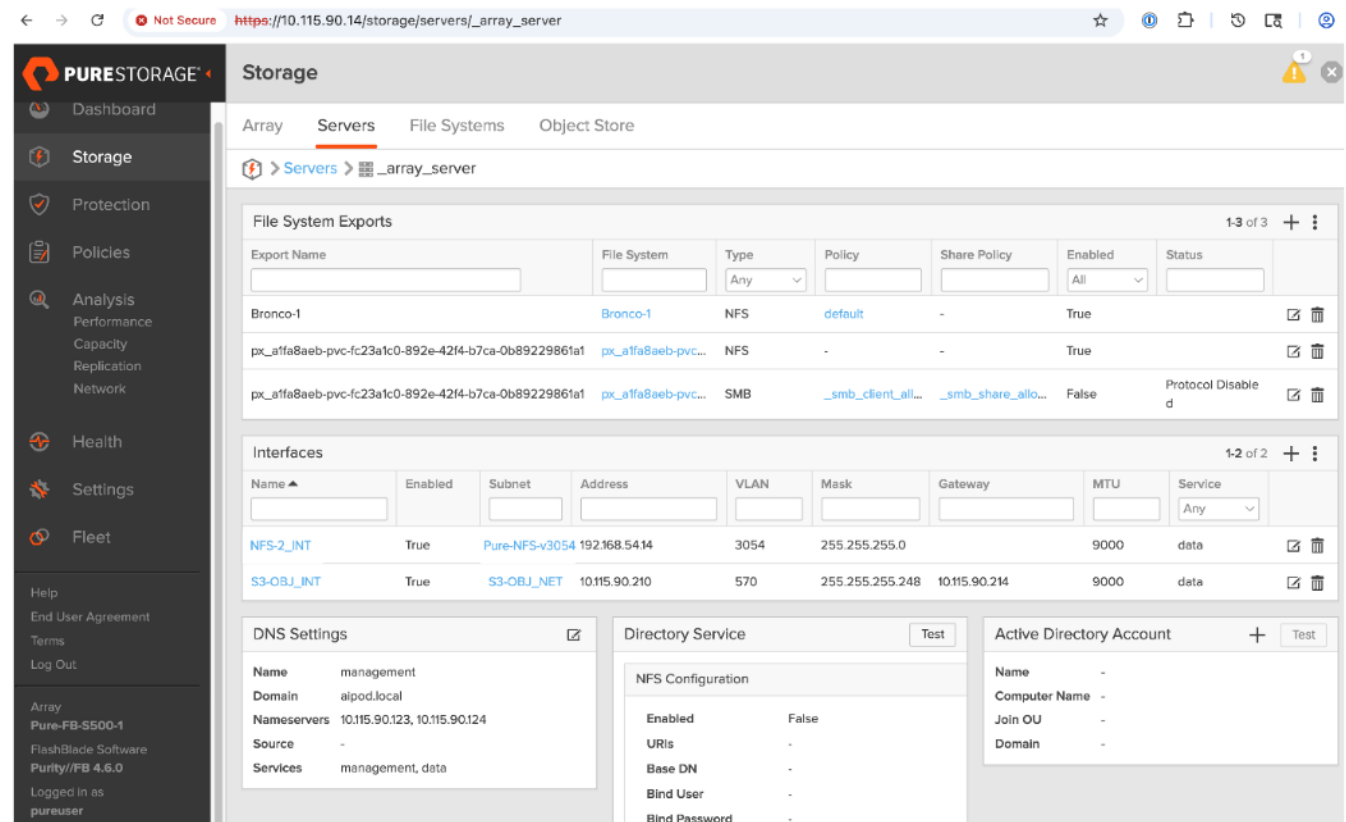 Not Secure https://10.115.90.14/storage/servers/_array_server
PURESTORAGE®
Storage
1
Dashboard
Storage
Protection
Policies
Analysis
Performance
Capacity
Replication
Network
Health
Settings
Fleet
Help
End User Agreement
Terms
Log Out
Array
Pure-FB-S500-1
FlashBlade Software
Purity//FB 4.6.0
Logged in as
pureuser
Array Servers File Systems Object Store
Servers _array_server
File System Exports 1-3 of 3
Export Name File System Type Policy Share Policy Enabled Status
Any All
Bronco-1 Bronco-1 NFS default - True
px_a1fa8aeb-pvc-fc23a1c0-892e-42f4-b7ca-0b89229861a1 px_a1fa8aeb-pvc... NFS - - True
px_a1fa8aeb-pvc-fc23a1c0-892e-42f4-b7ca-0b89229861a1 px_a1fa8aeb-pvc... SMB _smb_client_all... _smb_share_allo... False Protocol Disable
d
Interfaces 1-2 of 2
Name Enabled Subnet Address VLAN Mask Gateway MTU Service
Any
NFS-2_INT True Pure-NFS-v3054 192.168.54.14 3054 255.255.255.0 9000 data
S3-OBJ_INT True S3-OBJ_NET 10.115.90.210 570 255.255.255.248 10.115.90.214 9000 data
DNS Settings
Name management
Domain aipod.local
Nameservers 10.115.90.123, 10.115.90.124
Source -
Services management, data
Directory Service Test
NFS Configuration
Enabled False
URIs -
Base DN -
Bind User -
Bind Password -
Active Directory Account Test
Name -
Computer Name -
Join OU -
Domain -